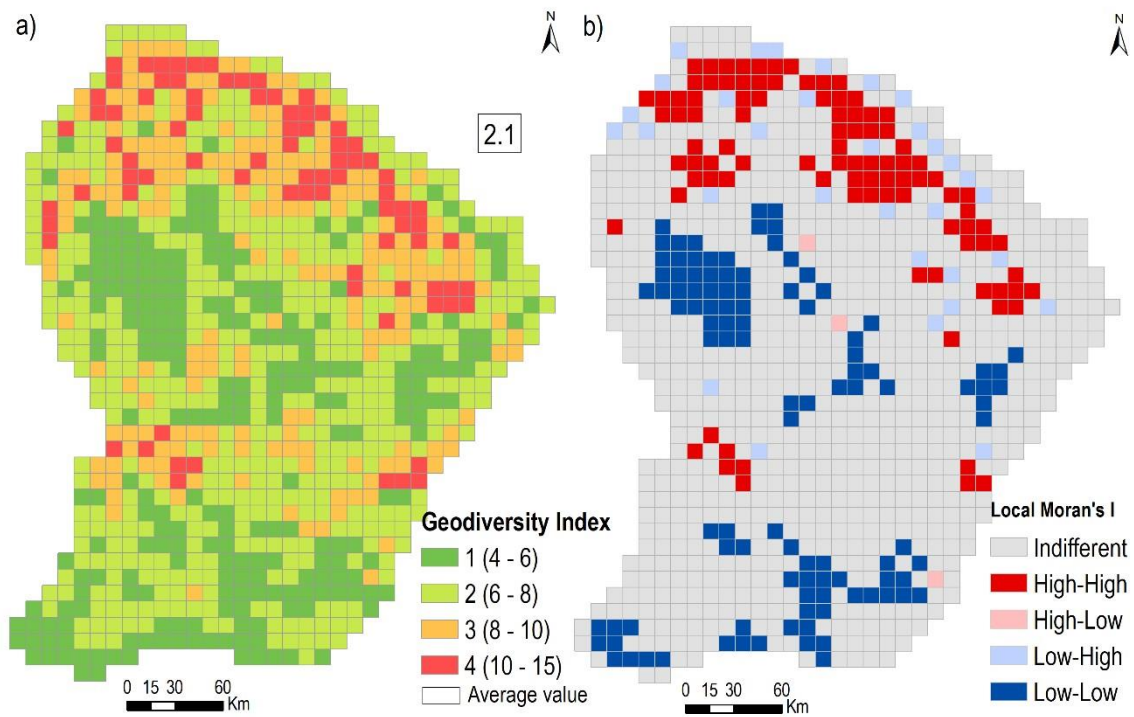 a)
N
2.1
Geodiversity Index
1 (4 - 6)
2 (6 - 8)
3 (8 - 10)
4 (10 - 15)
Average value
0 15 30 60
Km
b)
N
Local Moran's I
Indifferent
High-High
High-Low
Low-High
Low-Low
0 15 30 60
Km